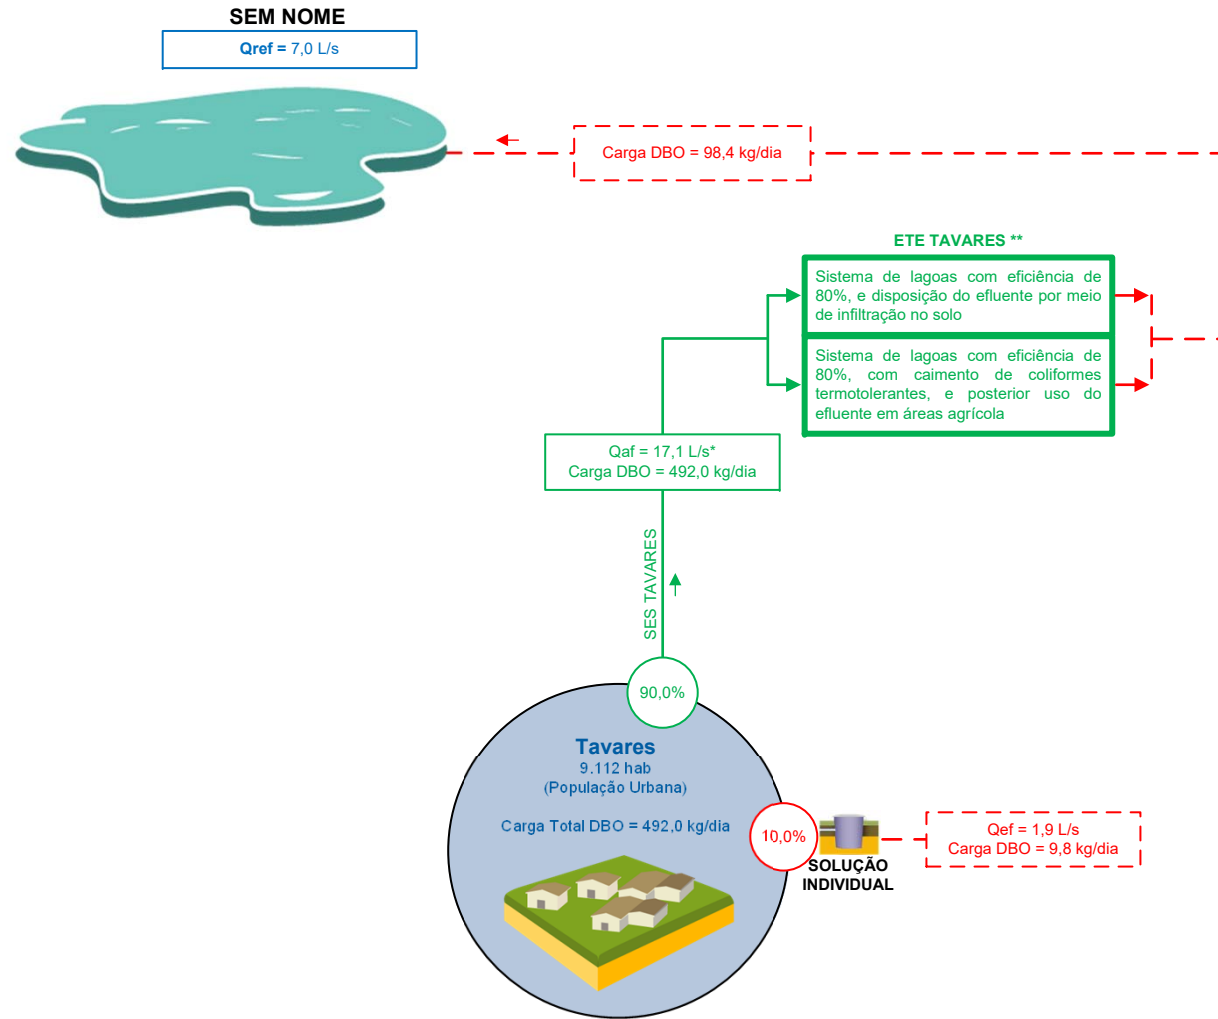 SEM NOME
Qref = 7,0 L/s
Carga DBO = 98,4 kg/dia
ETE TAVARES **
Sistema de lagoas com eficiência de
80%, e disposição do efluente por meio
de infiltração no solo
Sistema de lagoas com eficiência de
80%, com caimento de coliformes
termotolerantes, e posterior uso do
efluente em áreas agrícola
Qaf = 17,1 L/s*
Carga DBO = 492,0 kg/dia
SES TAVARES
90,0%
Tavares
9.112 hab
(População Urbana)
Carga Total DBO = 492,0 kg/dia
10,0%
SOLUÇÃO
INDIVIDUAL
Qef = 1,9 L/s
Carga DBO = 9,8 kg/dia